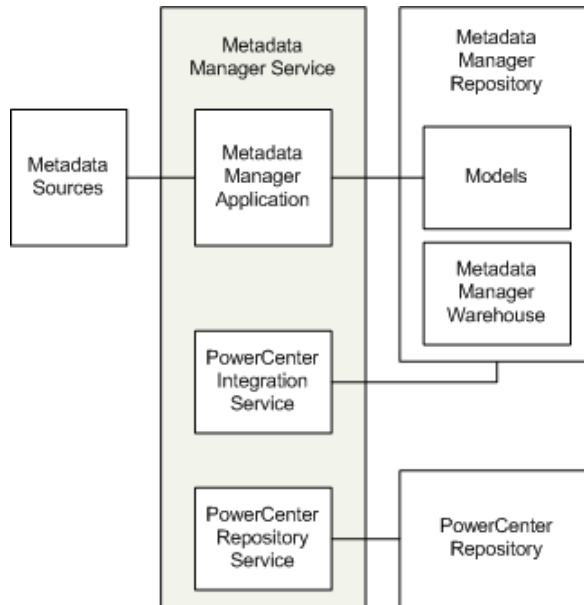 Metadata
Manager Service
Metadata
Manager
Repository
Metadata
Sources
Metadata
Manager
Application
Models
Metadata
Manager
Warehouse
PowerCenter
Integration
Service
PowerCenter
Repository
Service
PowerCenter
Repository